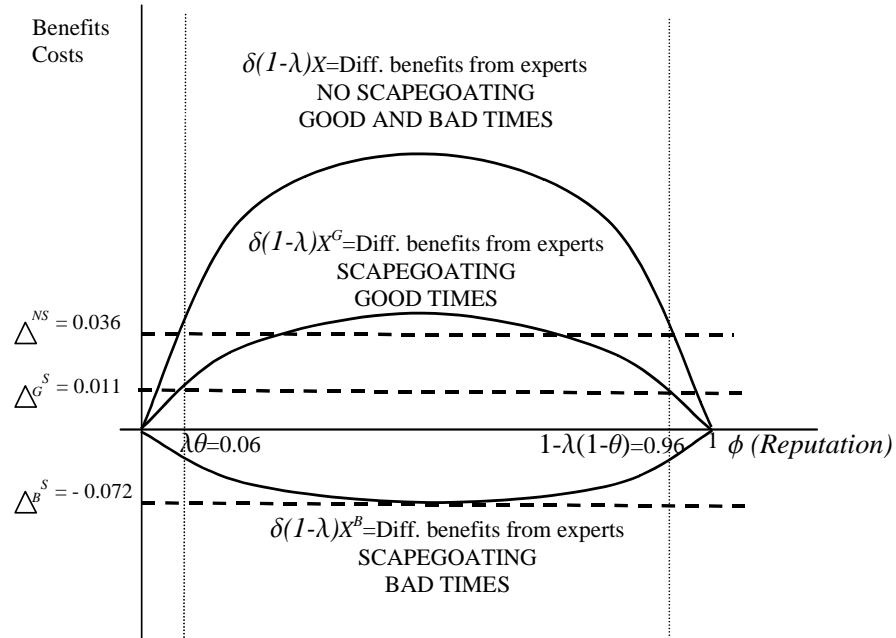 Benefits
Costs
δ(1-λ)X=Diff. benefits from experts
NO SCAPEGOATING
GOOD AND BAD TIMES
δ(1-λ)X^G=Diff. benefits from experts
SCAPEGOATING
GOOD TIMES
△^NS = 0.036
△_G^S = 0.011
λθ=0.06
1-λ(1-θ)=0.96
1
ϕ (Reputation)
△_B^S = - 0.072
δ(1-λ)X^B=Diff. benefits from experts
SCAPEGOATING
BAD TIMES